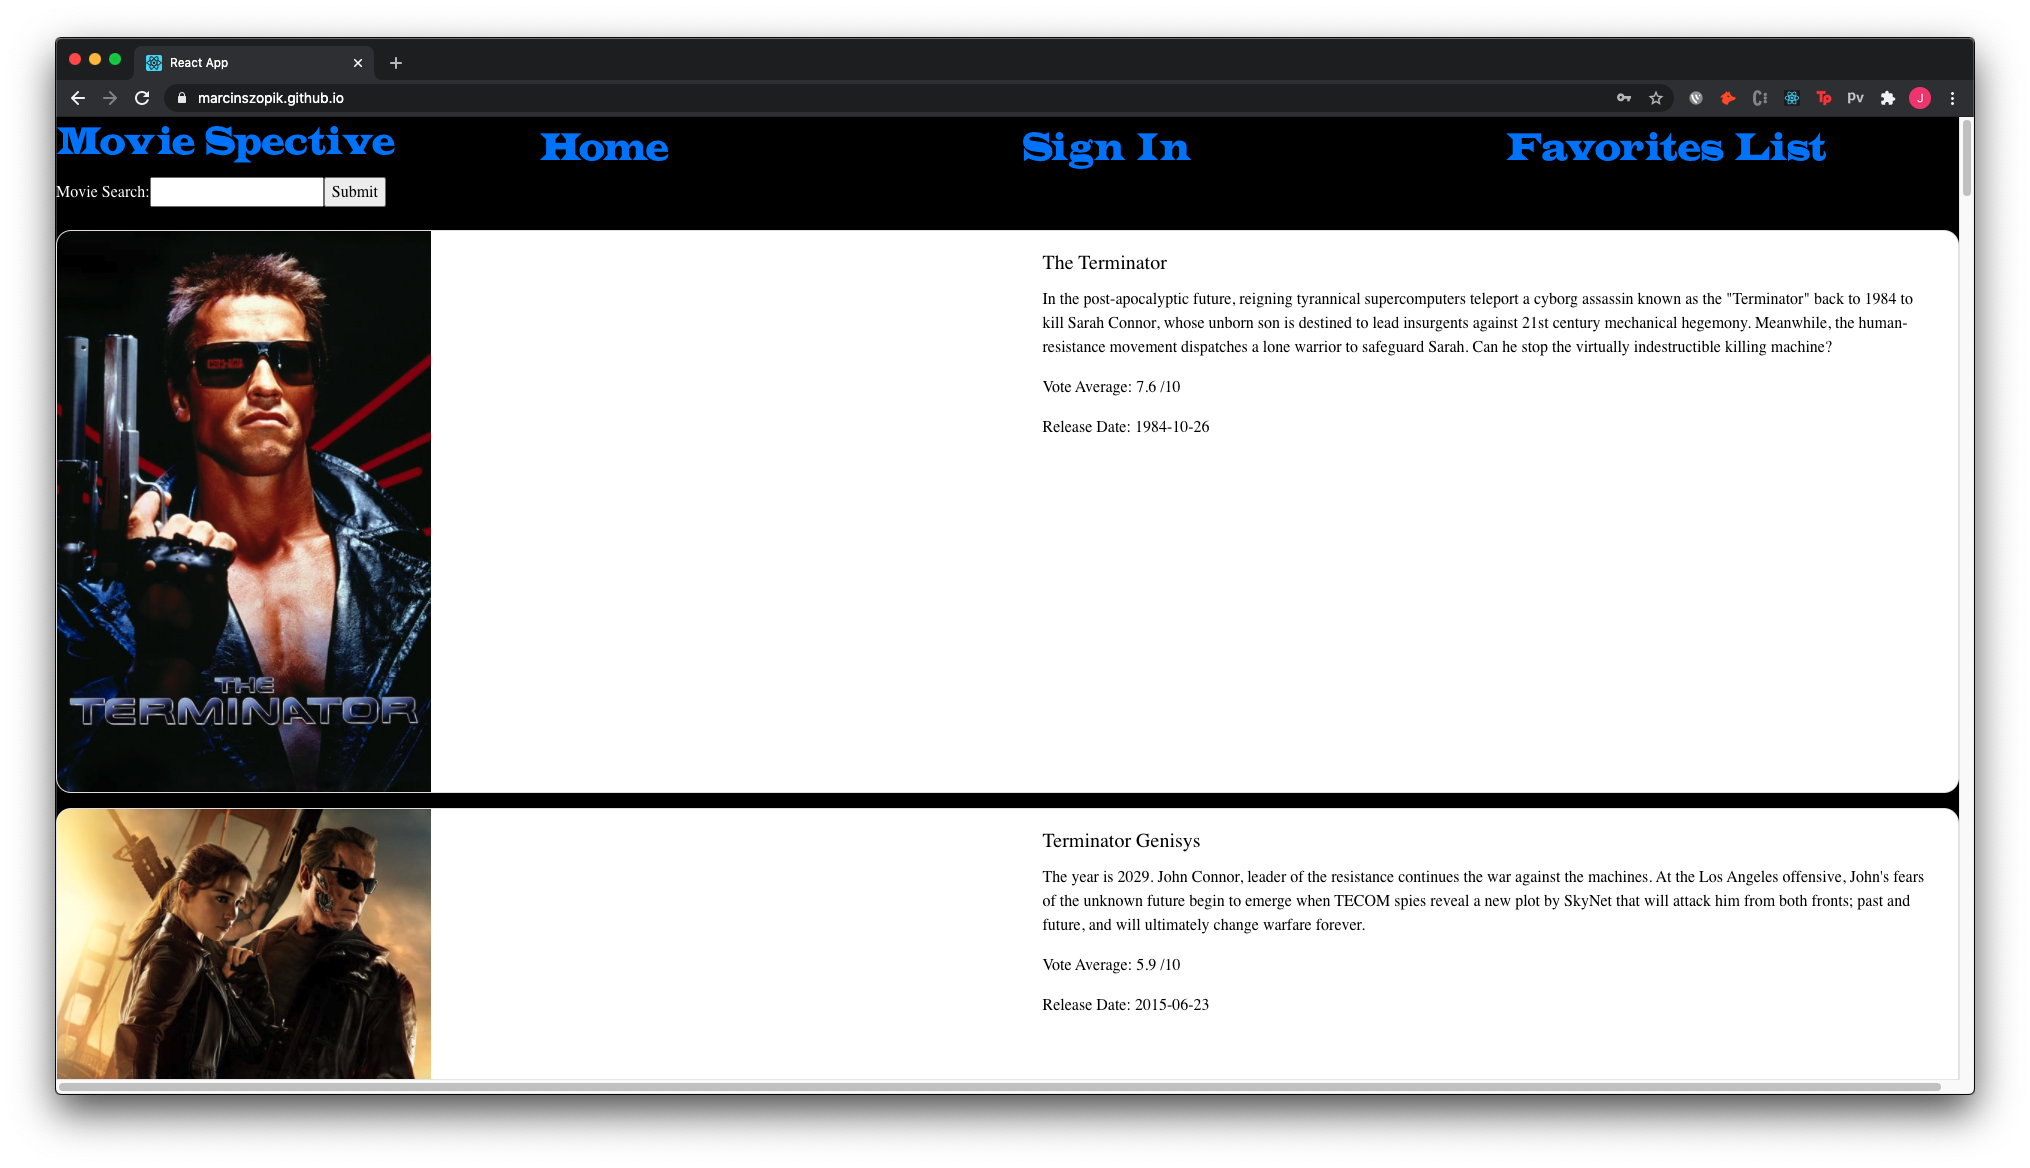 React App
marcinszopik.github.io
Tp
pv
J
Movie Spective
Home
Sign In
Favorites List
Movie Search:
Submit
THE
TERMINATOR
The Terminator
In the post-apocalyptic future, reigning tyrannical supercomputers teleport a cyborg assassin known as the "Terminator" back to 1984 to
kill Sarah Connor, whose unborn son is destined to lead insurgents against 21st century mechanical hegemony. Meanwhile, the human-
resistance movement dispatches a lone warrior to safeguard Sarah. Can he stop the virtually indestructible killing machine?
Vote Average: 7.6 /10
Release Date: 1984-10-26
Terminator Genisys
The year is 2029. John Connor, leader of the resistance continues the war against the machines. At the Los Angeles offensive, John's fears
of the unknown future begin to emerge when TECOM spies reveal a new plot by SkyNet that will attack him from both fronts; past and
future, and will ultimately change warfare forever.
Vote Average: 5.9 /10
Release Date: 2015-06-23